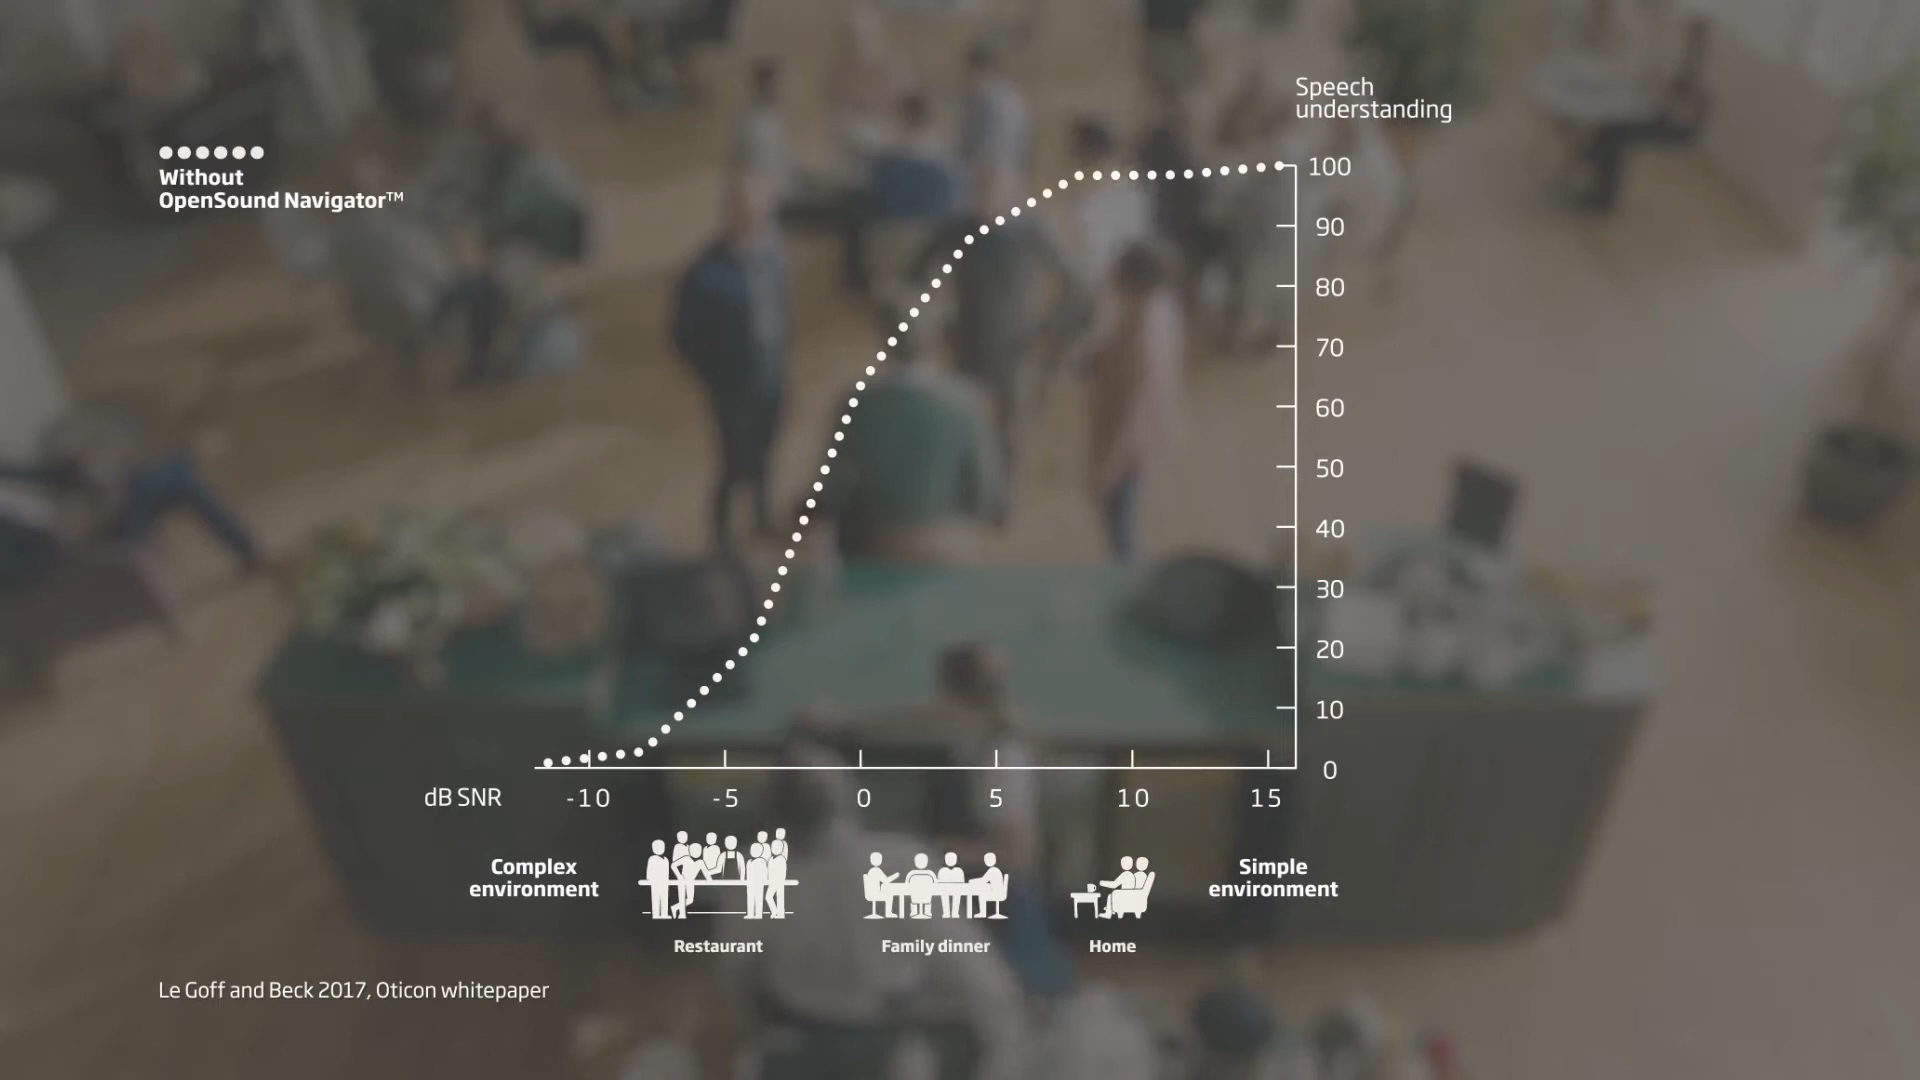 Speech
understanding
Without
OpenSound Navigator™
100
90
80
70
60
50
40
30
20
10
0
dB SNR -10 -5 0 5 10 15
Complex
environment
Simple
environment
Restaurant Family dinner Home
Le Goff and Beck 2017, Oticon whitepaper